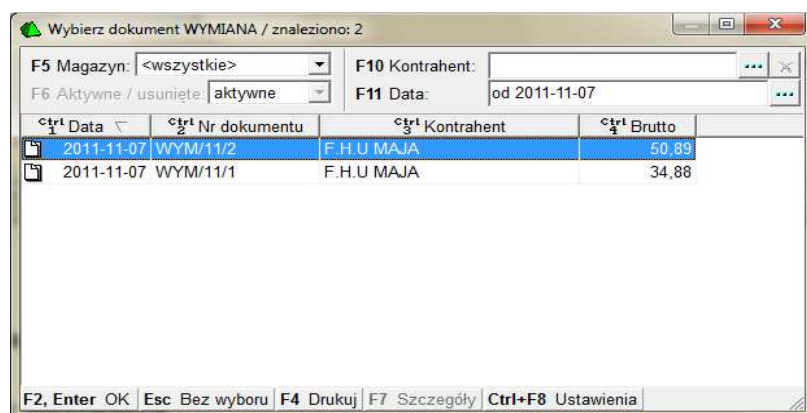 Wybierz dokument WYMIANA / znaleziono: 2
F5 Magazyn: <wszystkie> F10 Kontrahent: ...
F6 Aktywne / usunięte: aktywne F11 Data: od 2011-11-07 ...
Ctrl 1 Data Ctrl 2 Nr dokumentu Ctrl 3 Kontrahent Ctrl 4 Brutto
2011-11-07 WYM/11/2 F.H.U MAJA 50,89
2011-11-07 WYM/11/1 F.H.U MAJA 34,88
F2, Enter OK Esc Bez wyboru F4 Drukuj F7 Szczegóły Ctrl+F8 Ustawienia